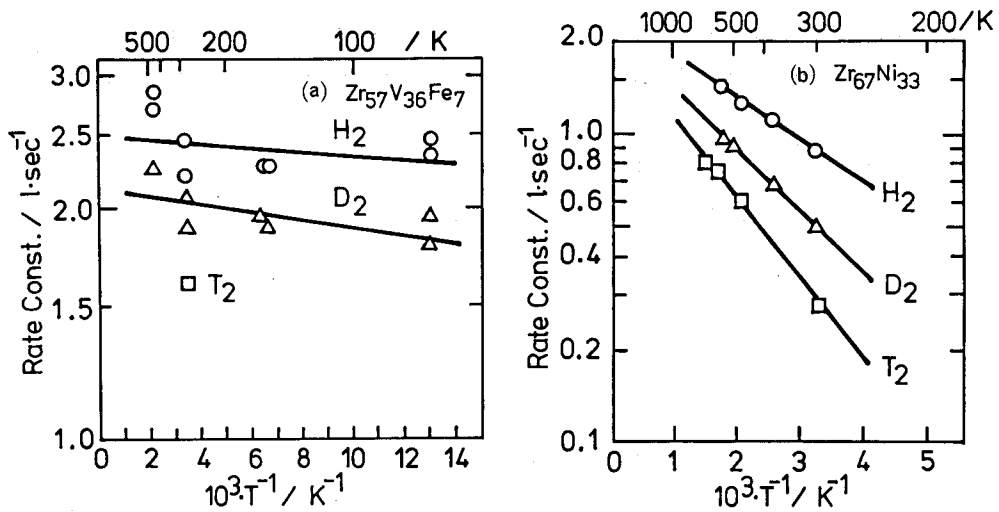 500 200 100 / K
3.0
(a) Zr57V36Fe7
H2
2.5
D2
2.0
T2
1.5
1.0
0 2 4 6 8 10 12 14
10³·T⁻¹/ K⁻¹
Rate Const. / l·sec⁻¹
1000 500 300 200/K
2.0
(b) Zr67Ni33
1.0
0.8
0.6
0.4
0.2
0.1
H2
D2
T2
0 1 2 3 4 5
10³·T⁻¹/ K⁻¹
Rate Const. / l·sec⁻¹